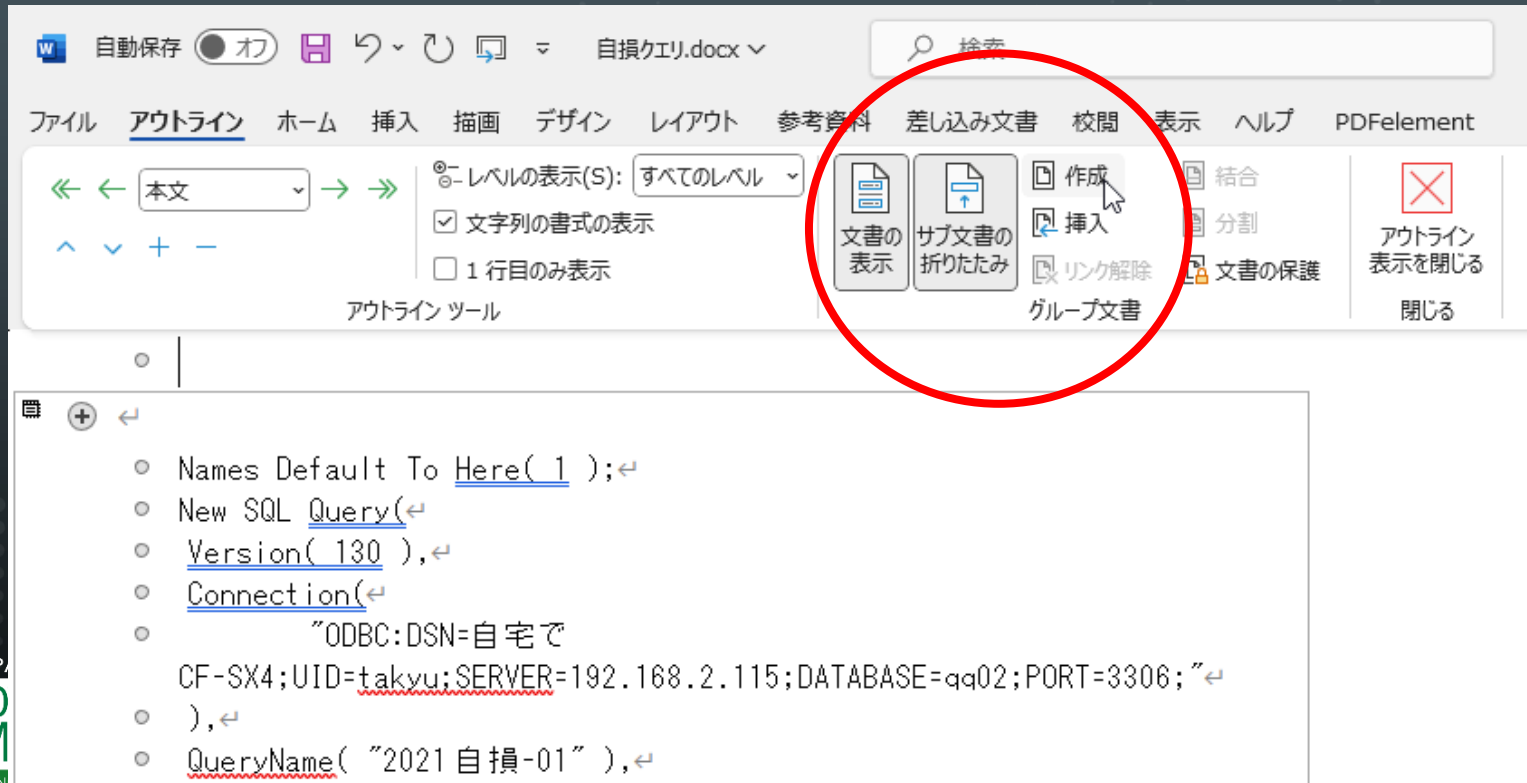 自動保存 オフ 自損クエリ.docx 検索
ファイル アウトライン ホーム 挿入 描画 デザイン レイアウト 参考資料 差し込み文書 校閲 表示 ヘルプ PDFelement
本文
レベルの表示(S): すべてのレベル
文字列の書式の表示
1 行目のみ表示
アウトライン ツール
文書の
表示
サブ文書の
折りたたみ
作成
挿入
リンク解除
結合
分割
文書の保護
グループ文書
アウトライン
表示を閉じる
閉じる
Names Default To Here( 1 );
New SQL Query(
Version( 130 ),
Connection(
"ODBC:DSN=自宅で
CF-SX4;UID=takyu;SERVER=192.168.2.115;DATABASE=qq02;PORT=3306;"
),
QueryName( "2021自損-01" ),